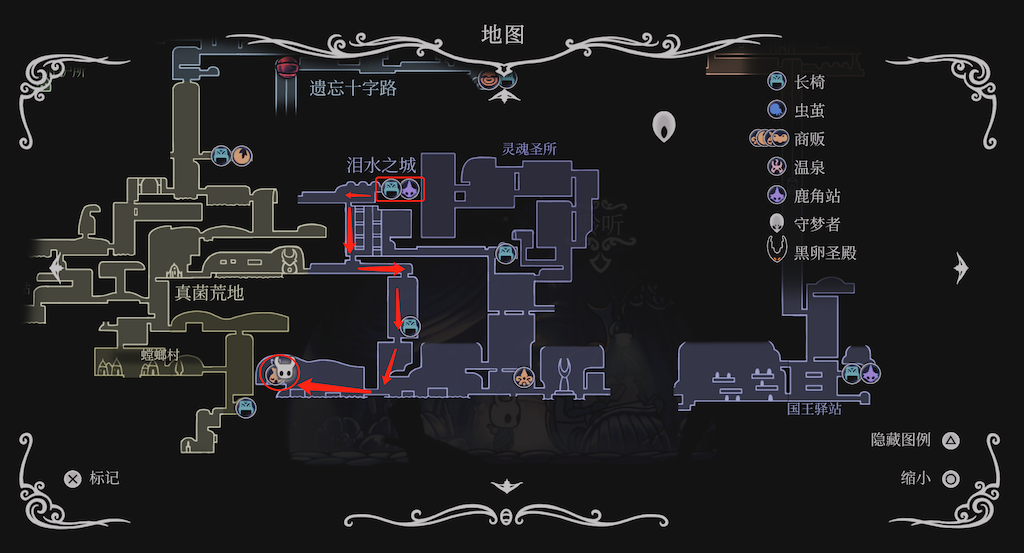 地图
遗忘十字路
长椅
虫茧
商贩
温泉
鹿角站
守梦者
黑卵圣殿
灵魂圣所
泪水之城
真菌荒地
螳螂村
国王驿站
隐藏图例
标记
缩小